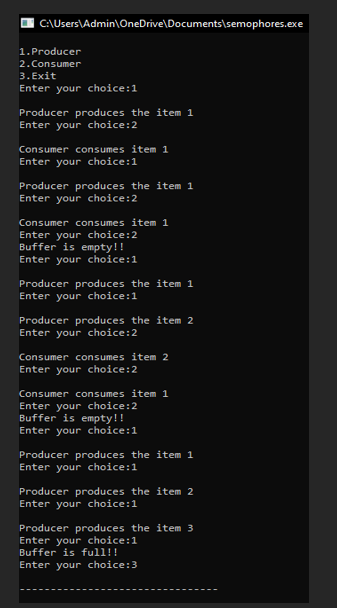 C:\Users\Admin\OneDrive\Documents\semophores.exe
1.Producer
2.Consumer
3.Exit
Enter your choice:1
Producer produces the item 1
Enter your choice:2
Consumer consumes item 1
Enter your choice:1
Producer produces the item 1
Enter your choice:2
Consumer consumes item 1
Enter your choice:2
Buffer is empty!!
Enter your choice:1
Producer produces the item 1
Enter your choice:1
Producer produces the item 2
Enter your choice:2
Consumer consumes item 2
Enter your choice:2
Consumer consumes item 1
Enter your choice:2
Buffer is empty!!
Enter your choice:1
Producer produces the item 1
Enter your choice:1
Producer produces the item 2
Enter your choice:1
Producer produces the item 3
Enter your choice:1
Buffer is full!!
Enter your choice:3
--------------------------------